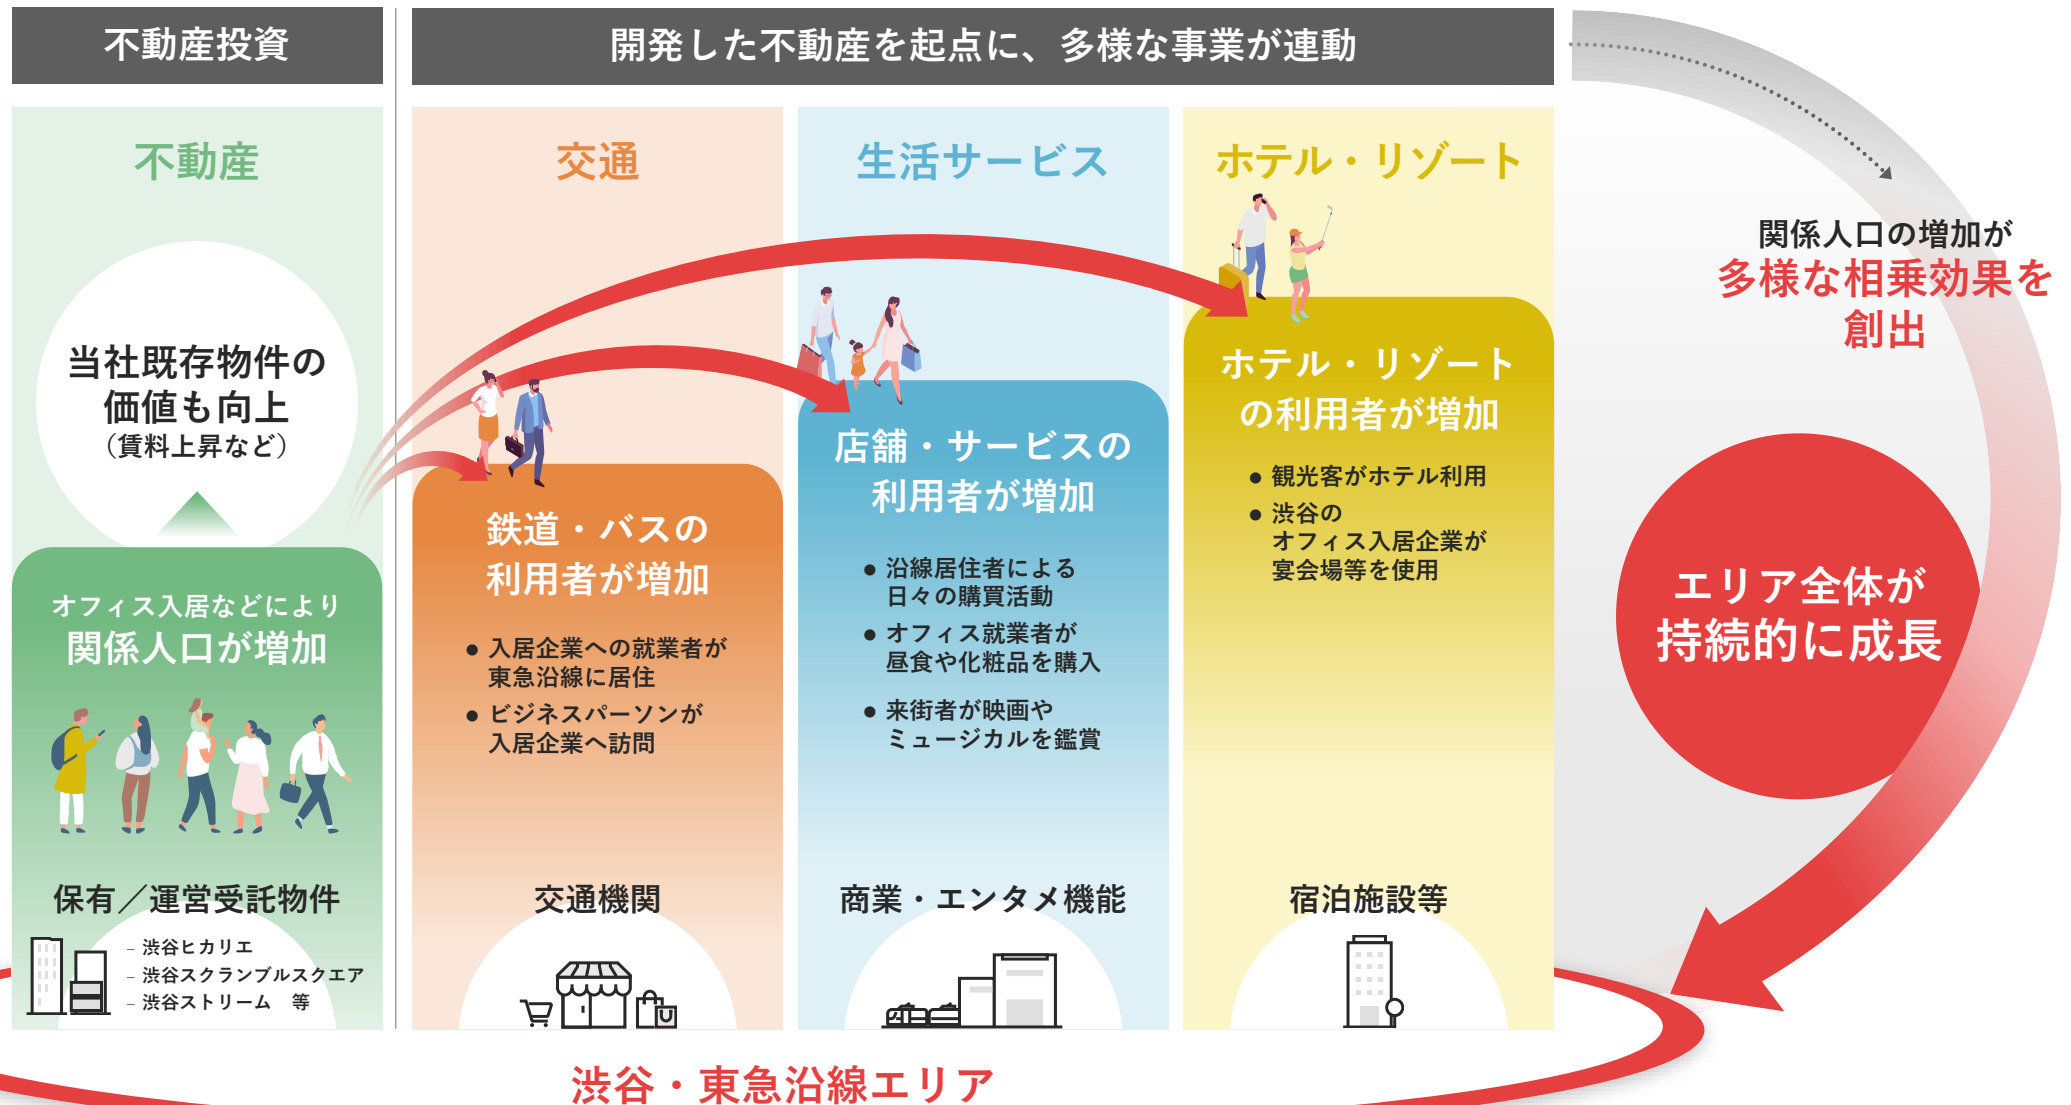 不動産投資
開発した不動産を起点に、多様な事業が連動
不動産
当社既存物件の
価値も向上
（賃料上昇など）
オフィス入居などにより
関係人口が増加
保有／運営受託物件
– 渋谷ヒカリエ
– 渋谷スクランブルスクエア
– 渋谷ストリーム　等
交通
鉄道・バスの
利用者が増加
● 入居企業への就業者が
東急沿線に居住
● ビジネスパーソンが
入居企業へ訪問
交通機関
生活サービス
店舗・サービスの
利用者が増加
● 沿線居住者による
日々の購買活動
● オフィス就業者が
昼食や化粧品を購入
● 来街者が映画や
ミュージカルを鑑賞
商業・エンタメ機能
ホテル・リゾート
ホテル・リゾート
の利用者が増加
● 観光客がホテル利用
● 渋谷の
オフィス入居企業が
宴会場等を使用
宿泊施設等
関係人口の増加が
多様な相乗効果を
創出
エリア全体が
持続的に成長
渋谷・東急沿線エリア